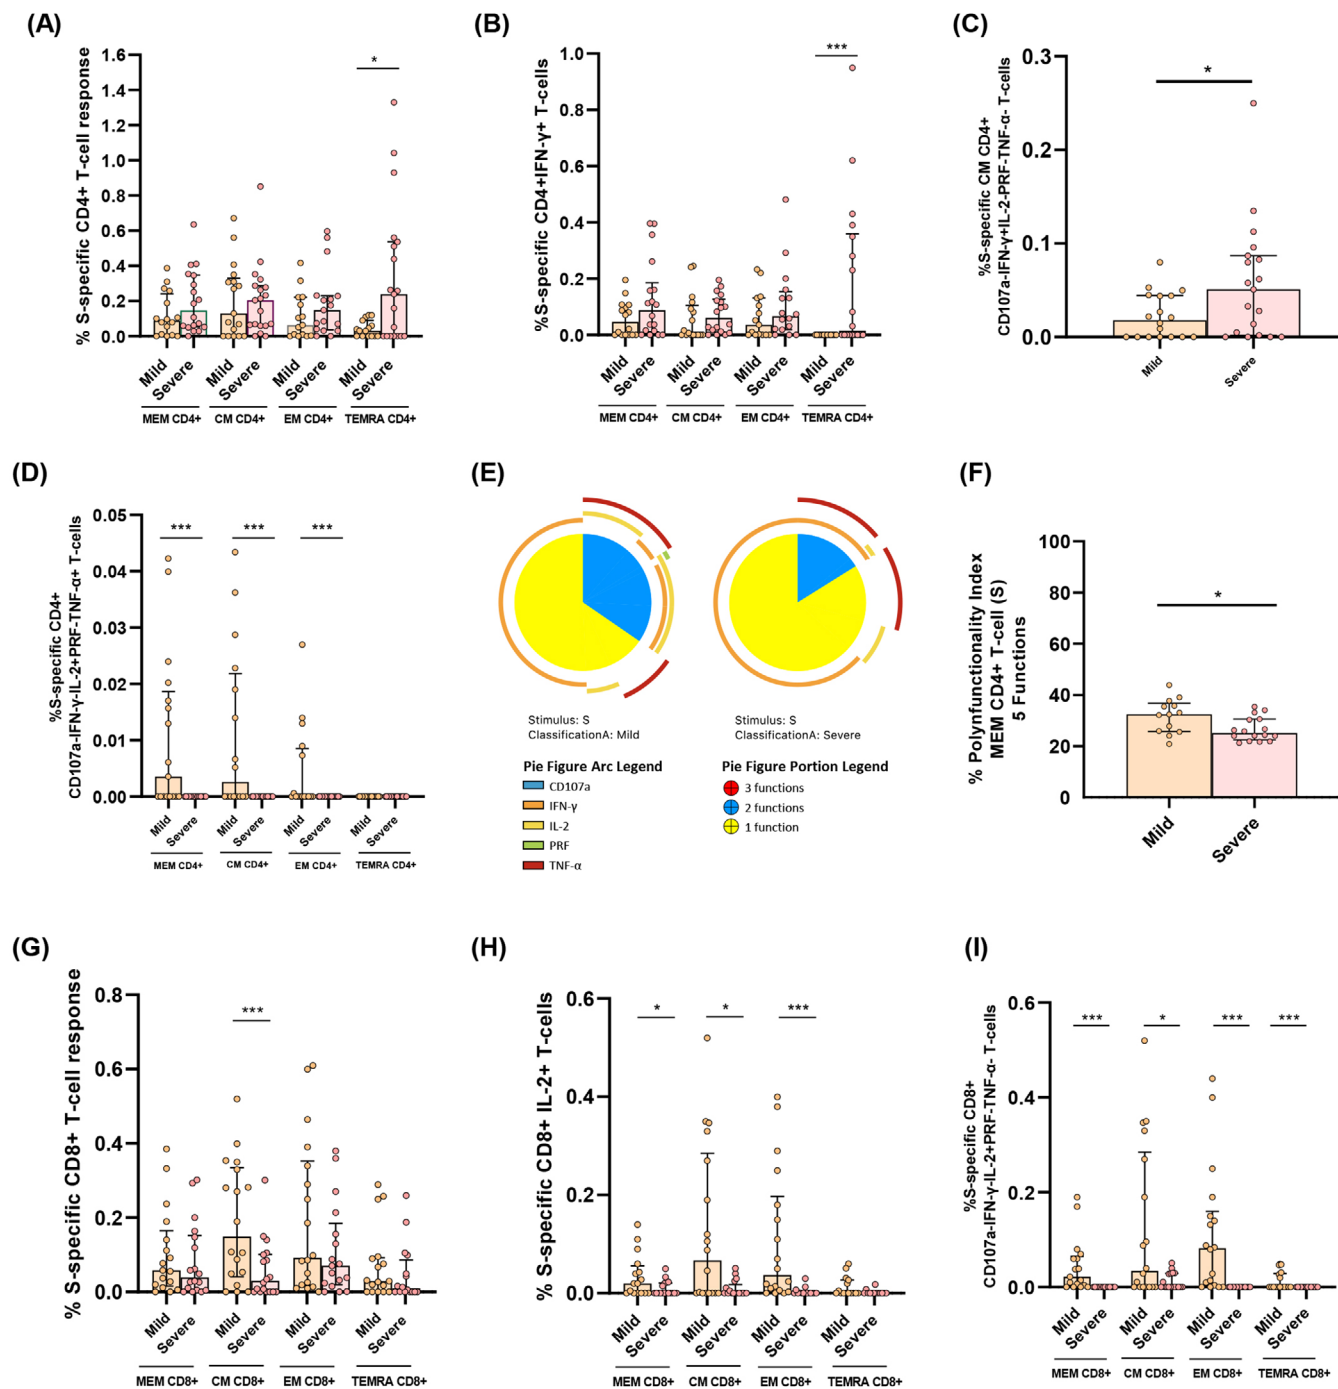 (A)
% S-specific CD4+ T-cell response
1.6
1.4
1.2
1.0
0.8
0.6
0.4
0.2
0.0
*
Mild
Severe
Mild
Severe
Mild
Severe
Mild
Severe
MEM CD4+
CM CD4+
EM CD4+
TEMRA CD4+
(B)
%S-specific CD4+IFN-γ+ T-cells
1.0
0.8
0.6
0.4
0.2
0.0
***
Mild
Severe
Mild
Severe
Mild
Severe
Mild
Severe
MEM CD4+
CM CD4+
EM CD4+
TEMRA CD4+
(C)
%S-specific CM CD4+
CD107a-IFN-γ+IL-2-PRF-TNF-α- T-cells
0.3
0.2
0.1
0.0
*
Mild
Severe
(D)
%S-specific CD4+
CD107a-IFN-γ-IL-2+PRF-TNF-α+ T-cells
0.05
0.04
0.03
0.02
0.01
0.00
***
***
***
Mild
Severe
Mild
Severe
Mild
Severe
Mild
Severe
MEM CD4+
CM CD4+
EM CD4+
TEMRA CD4+
(E)
Stimulus: S
ClassificationA: Mild
Stimulus: S
ClassificationA: Severe
Pie Figure Arc Legend
CD107a
IFN-γ
IL-2
PRF
TNF-α
Pie Figure Portion Legend
3 functions
2 functions
1 function
(F)
% Polynfunctionality Index
MEM CD4+ T-cell (S)
5 Functions
100
80
60
40
20
0
*
Mild
Severe
(G)
% S-specific CD8+ T-cell response
0.8
0.6
0.4
0.2
0.0
***
Mild
Severe
Mild
Severe
Mild
Severe
Mild
Severe
MEM CD8+
CM CD8+
EM CD8+
TEMRA CD8+
(H)
% S-specific CD8+ IL-2+ T-cells
0.6
0.4
0.2
0.0
*
*
***
Mild
Severe
Mild
Severe
Mild
Severe
Mild
Severe
MEM CD8+
CM CD8+
EM CD8+
TEMRA CD8+
(I)
%S-specific CD8+
CD107a-IFN-γ-IL-2+PRF-TNF-α- T-cells
0.6
0.4
0.2
0.0
***
*
***
***
Mild
Severe
Mild
Severe
Mild
Severe
Mild
Severe
MEM CD8+
CM CD8+
EM CD8+
TEMRA CD8+